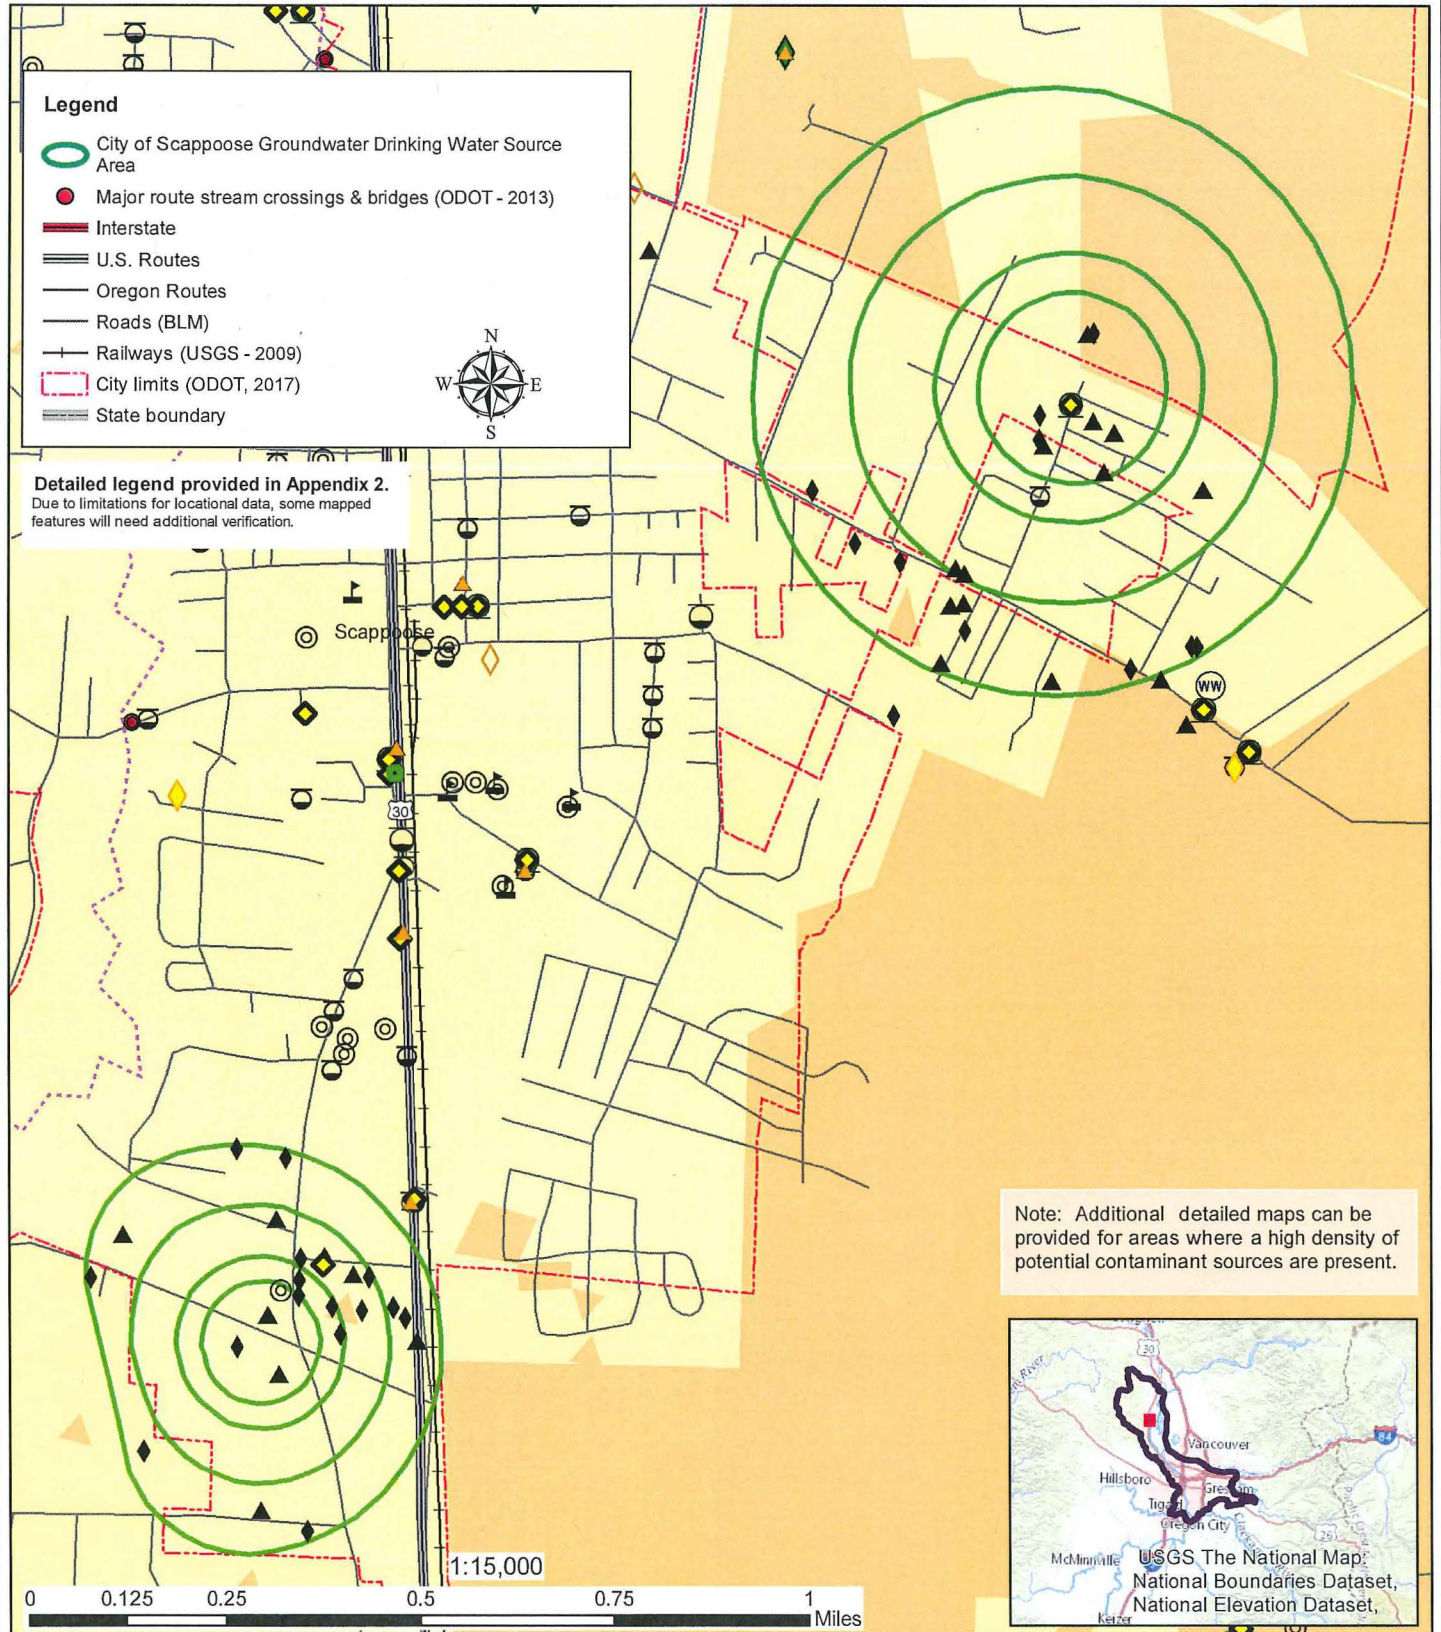 Legend
City of Scappoose Groundwater Drinking Water Source
Area
Major route stream crossings & bridges (ODOT - 2013)
Interstate
U.S. Routes
Oregon Routes
Roads (BLM)
Railways (USGS - 2009)
City limits (ODOT, 2017)
State boundary
N
W
E
S
Detailed legend provided in Appendix 2.
Due to limitations for locational data, some mapped
features will need additional verification.
Scappoose
WW
30
Note: Additional detailed maps can be
provided for areas where a high density of
potential contaminant sources are present.
30
Vancouver
84
Hillsboro
Gresham
Tigard
Oregon City
26
McMinnville
Keizer
USGS The National Map:
National Boundaries Dataset,
National Elevation Dataset,
1:15,000
0 0.125 0.25 0.5 0.75 1
Miles